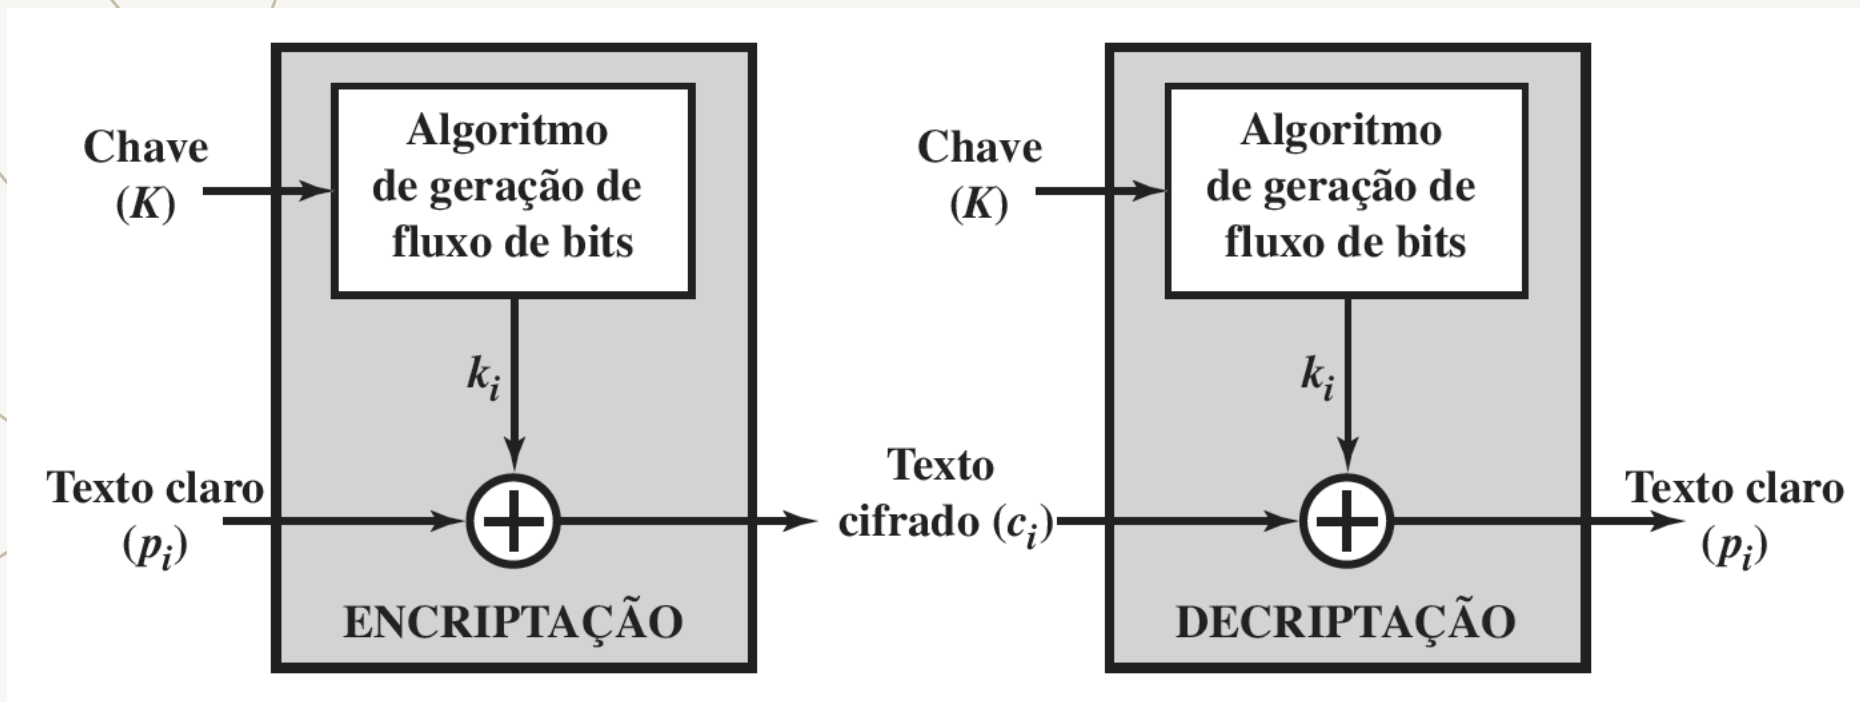 Chave
(K)
Algoritmo
de geração de
fluxo de bits
k_i
Texto claro
(p_i)
ENCRIPTAÇÃO
Texto
cifrado (c_i)
Chave
(K)
Algoritmo
de geração de
fluxo de bits
k_i
Texto claro
(p_i)
DECRIPTAÇÃO